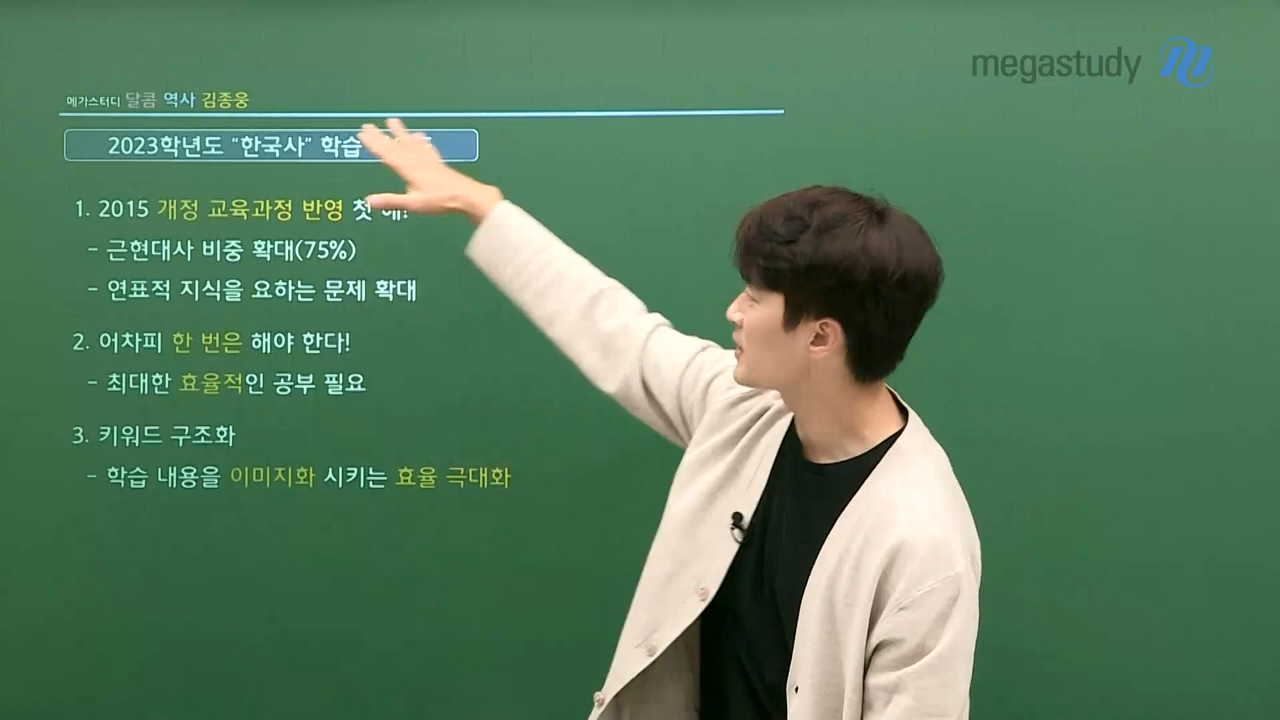 megastudy
메가스터디 달콤 역사 김종웅
2023학년도 "한국사" 학습
1. 2015 개정 교육과정 반영 첫 해!
- 근현대사 비중 확대(75%)
- 연표적 지식을 요하는 문제 확대
2. 어차피 한 번은 해야 한다!
- 최대한 효율적인 공부 필요
3. 키워드 구조화
- 학습 내용을 이미지화 시키는 효율 극대화